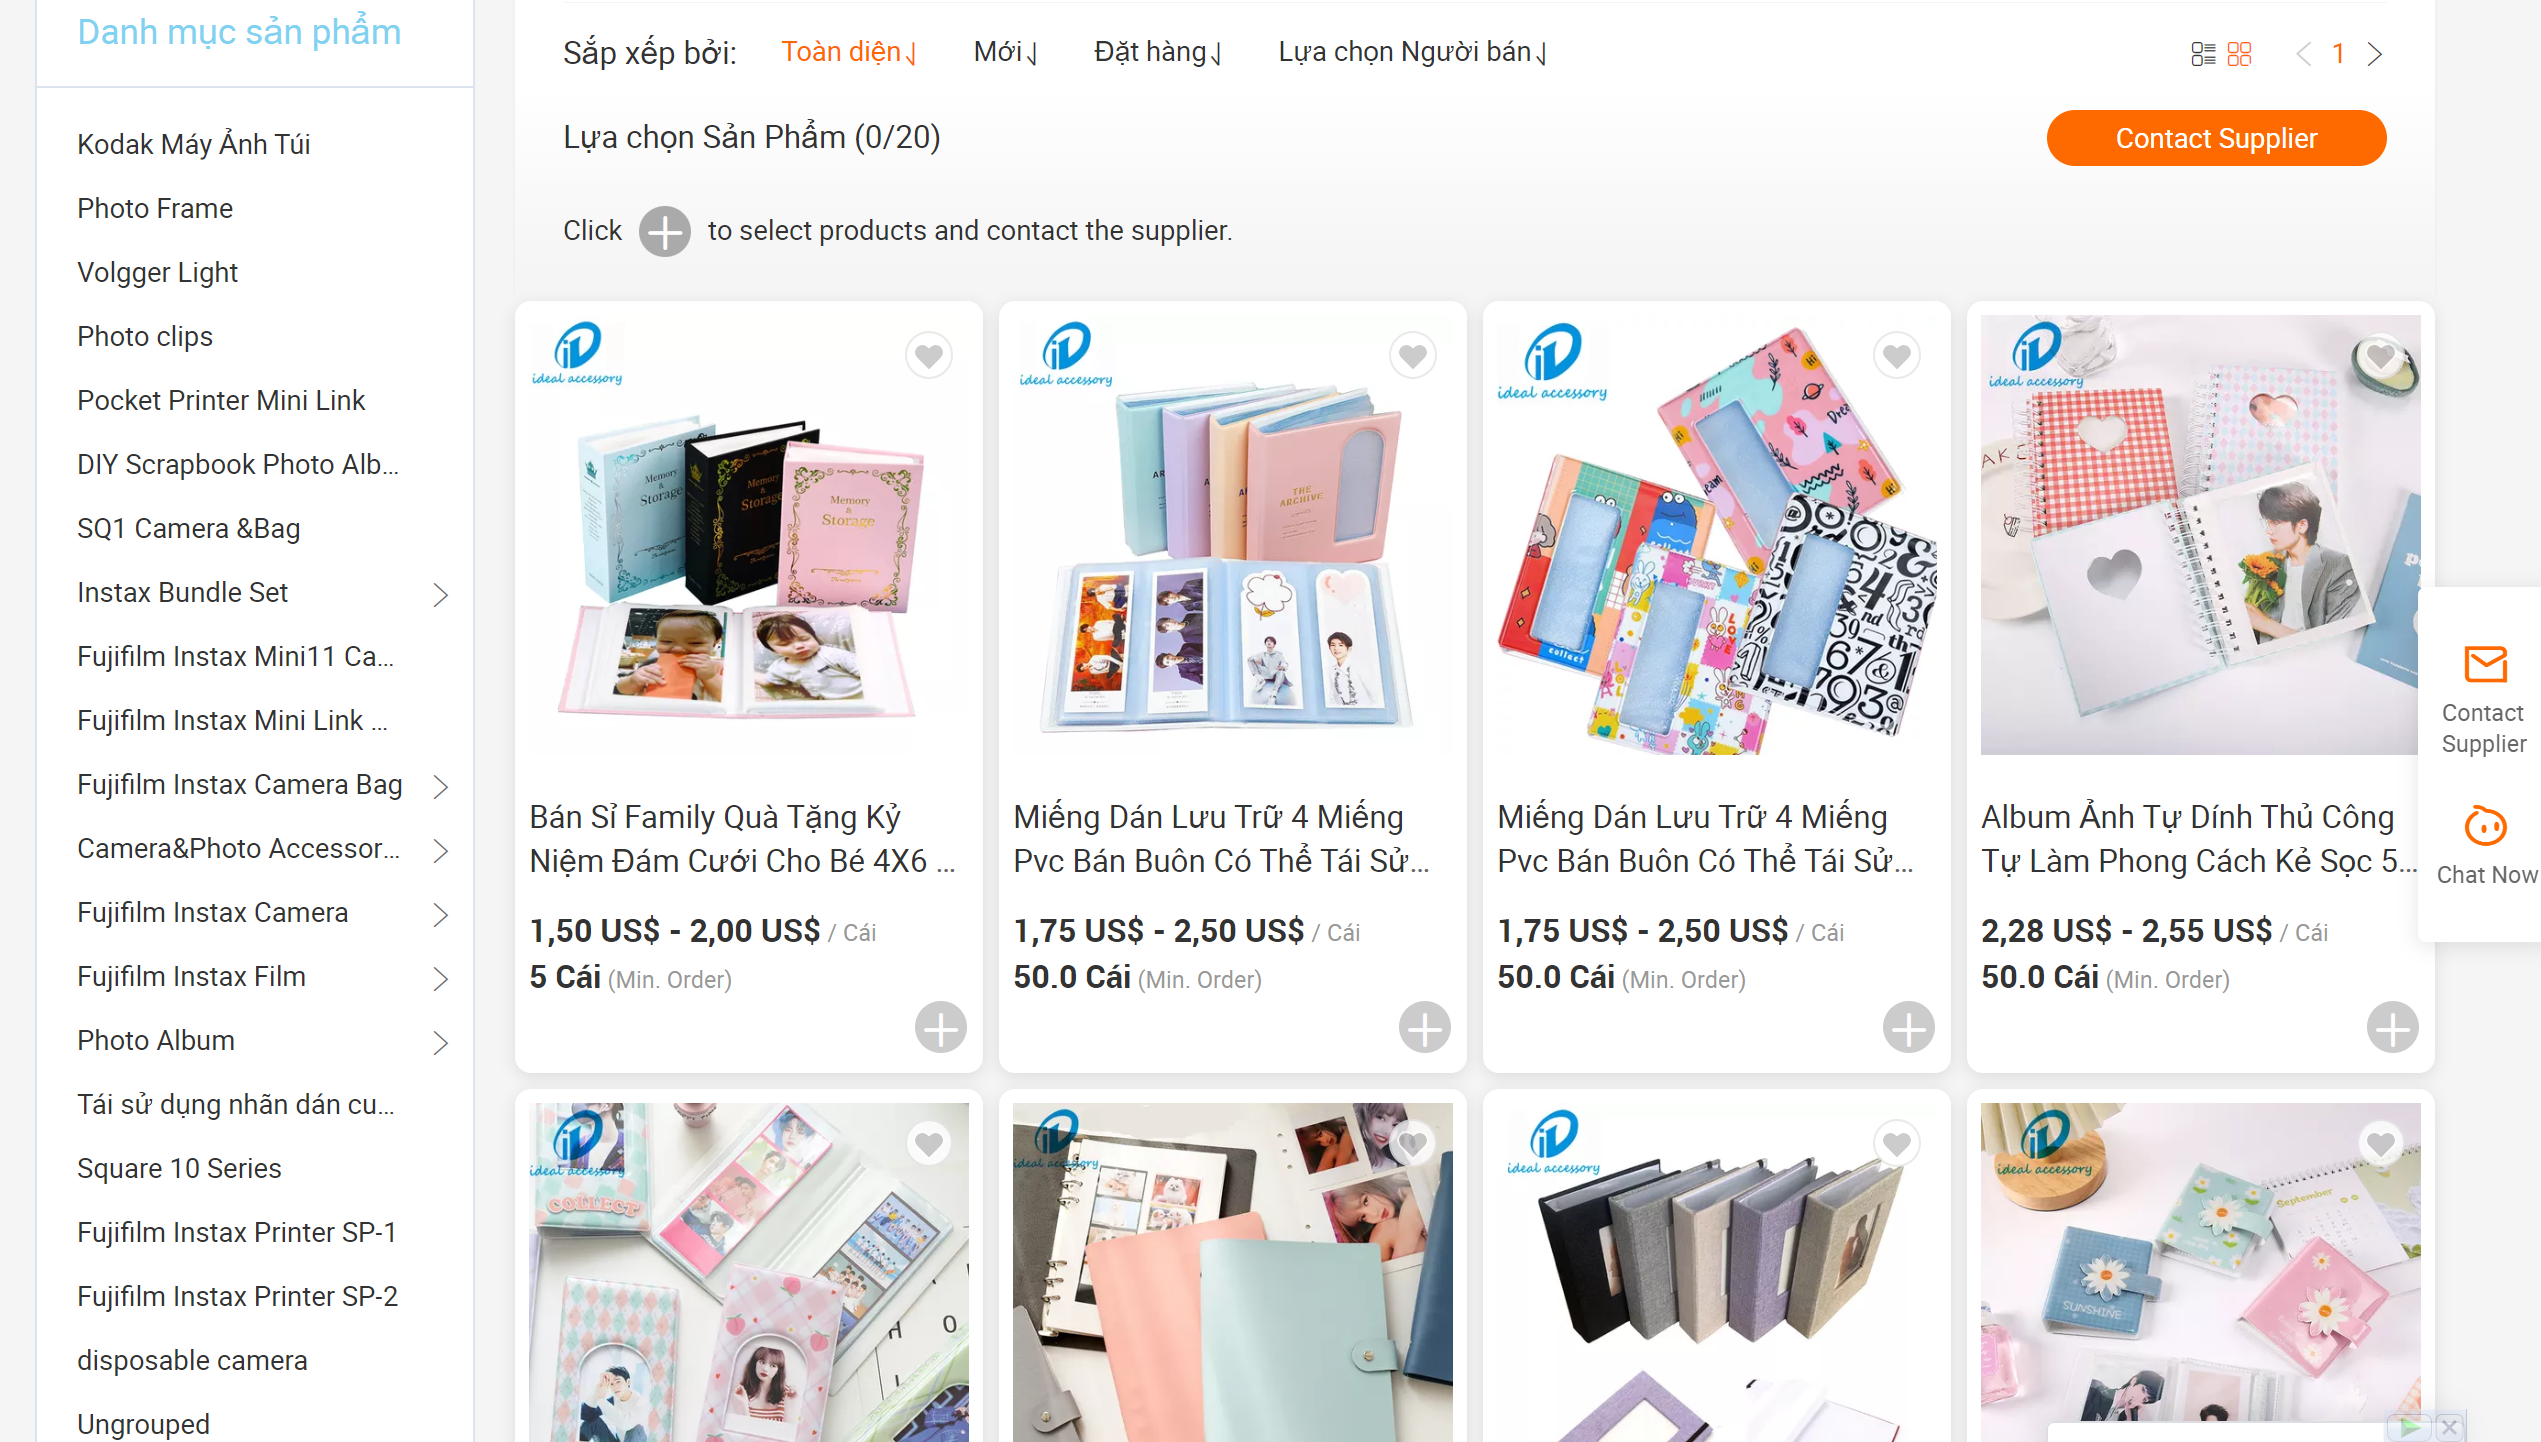 Danh mục sản phẩm
Kodak Máy Ảnh Túi
Photo Frame
Volgger Light
Photo clips
Pocket Printer Mini Link
DIY Scrapbook Photo Alb...
SQ1 Camera &Bag
Instax Bundle Set
Fujifilm Instax Mini11 Ca...
Fujifilm Instax Mini Link ...
Fujifilm Instax Camera Bag
Camera&Photo Accessor...
Fujifilm Instax Camera
Fujifilm Instax Film
Photo Album
Tái sử dụng nhãn dán cu...
Square 10 Series
Fujifilm Instax Printer SP-1
Fujifilm Instax Printer SP-2
disposable camera
Ungrouped
Sắp xếp bởi: Toàn diện Mới Đặt hàng Lựa chọn Người bán 1
Lựa chọn Sản Phẩm (0/20)
Contact Supplier
Click to select products and contact the supplier.
iD
ideal accessory
Memory
&
Storage
Memory
&
Storage
Memory
&
Storage
Bán Sỉ Family Quà Tặng Kỷ
Niệm Đám Cưới Cho Bé 4X6 ...
1,50 US$ - 2,00 US$ / Cái
5 Cái (Min. Order)
iD
ideal accessory
THE
ARCHIVE
Miếng Dán Lưu Trữ 4 Miếng
Pvc Bán Buôn Có Thể Tái Sử...
1,75 US$ - 2,50 US$ / Cái
50.0 Cái (Min. Order)
iD
ideal accessory
Hi
collect
LOVE
Miếng Dán Lưu Trữ 4 Miếng
Pvc Bán Buôn Có Thể Tái Sử...
1,75 US$ - 2,50 US$ / Cái
50.0 Cái (Min. Order)
iD
ideal accessory
Album Ảnh Tự Dính Thủ Công
Tự Làm Phong Cách Kẻ Sọc 5...
2,28 US$ - 2,55 US$ / Cái
50.0 Cái (Min. Order)
Contact
Supplier
Chat Now
iD
ideal accessory
COLLECT
iD
ideal accessory
iD
ideal accessory
iD
ideal accessory
September
SUNSHINE